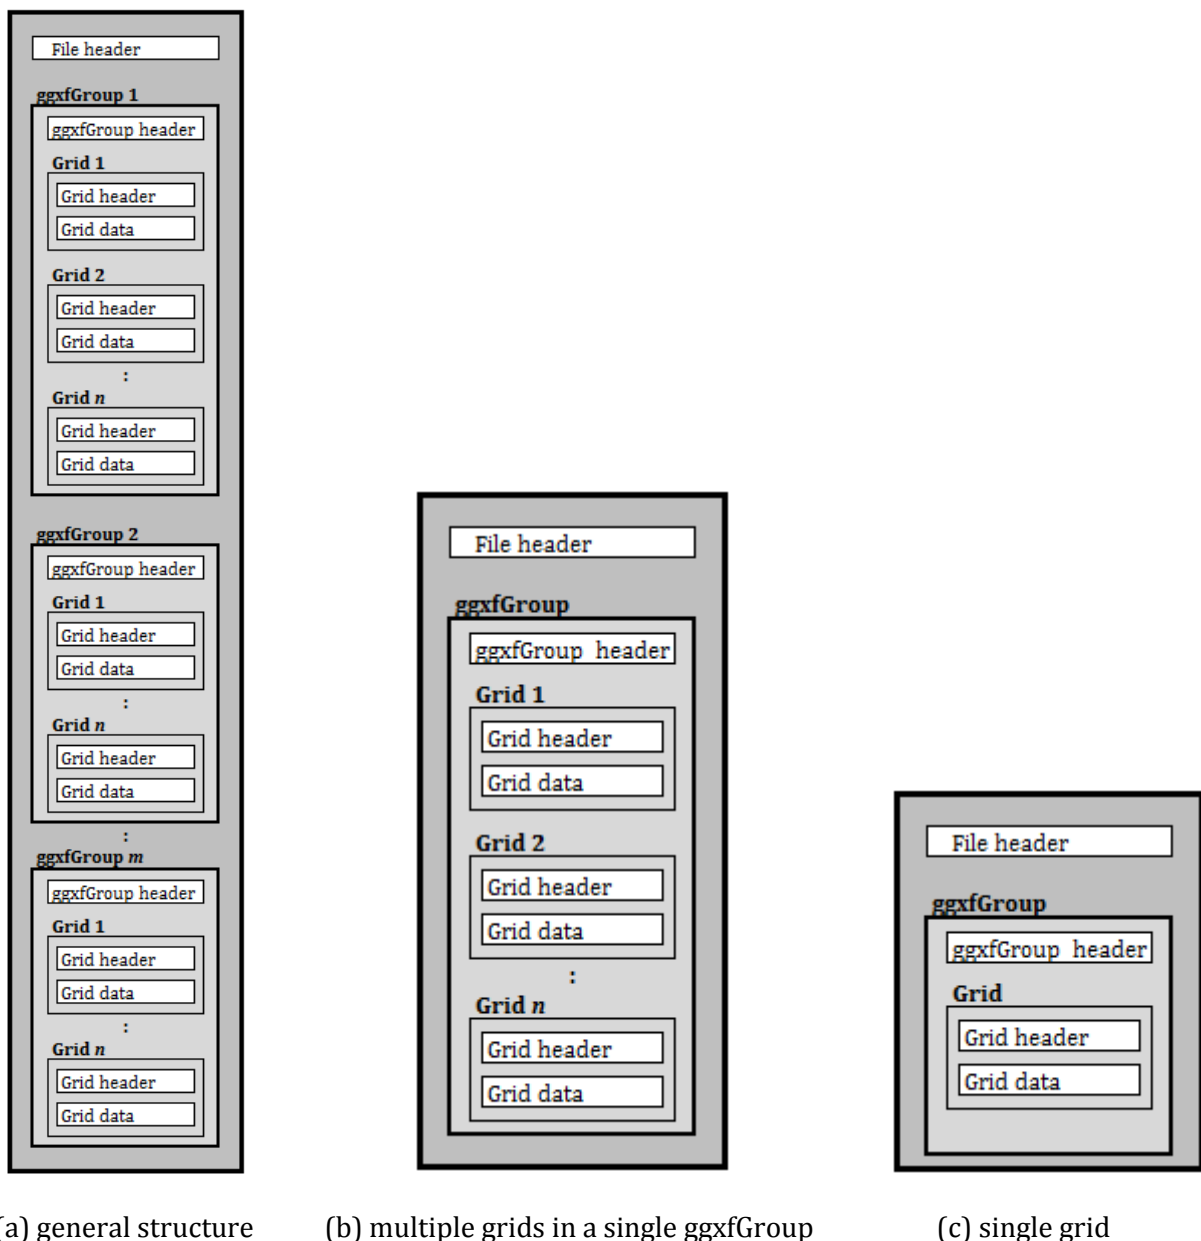 File header
ggxfGroup 1
ggxfGroup header
Grid 1
Grid header
Grid data
Grid 2
Grid header
Grid data
:
Grid n
Grid header
Grid data
ggxfGroup 2
ggxfGroup header
Grid 1
Grid header
Grid data
:
Grid n
Grid header
Grid data
:
ggxfGroup m
ggxfGroup header
Grid 1
Grid header
Grid data
:
Grid n
Grid header
Grid data
(a) general structure
File header
ggxfGroup
ggxfGroup header
Grid 1
Grid header
Grid data
Grid 2
Grid header
Grid data
:
Grid n
Grid header
Grid data
(b) multiple grids in a single ggxfGroup
File header
ggxfGroup
ggxfGroup header
Grid
Grid header
Grid data
(c) single grid